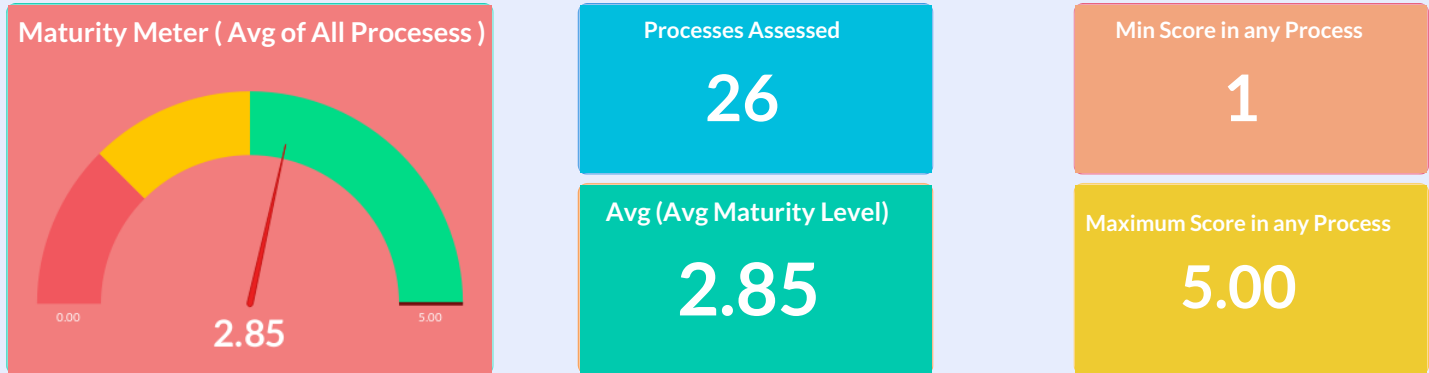 Maturity Meter ( Avg of All Procesess )
0.00
5.00
2.85
Processes Assessed
26
Avg (Avg Maturity Level)
2.85
Min Score in any Process
1
Maximum Score in any Process
5.00